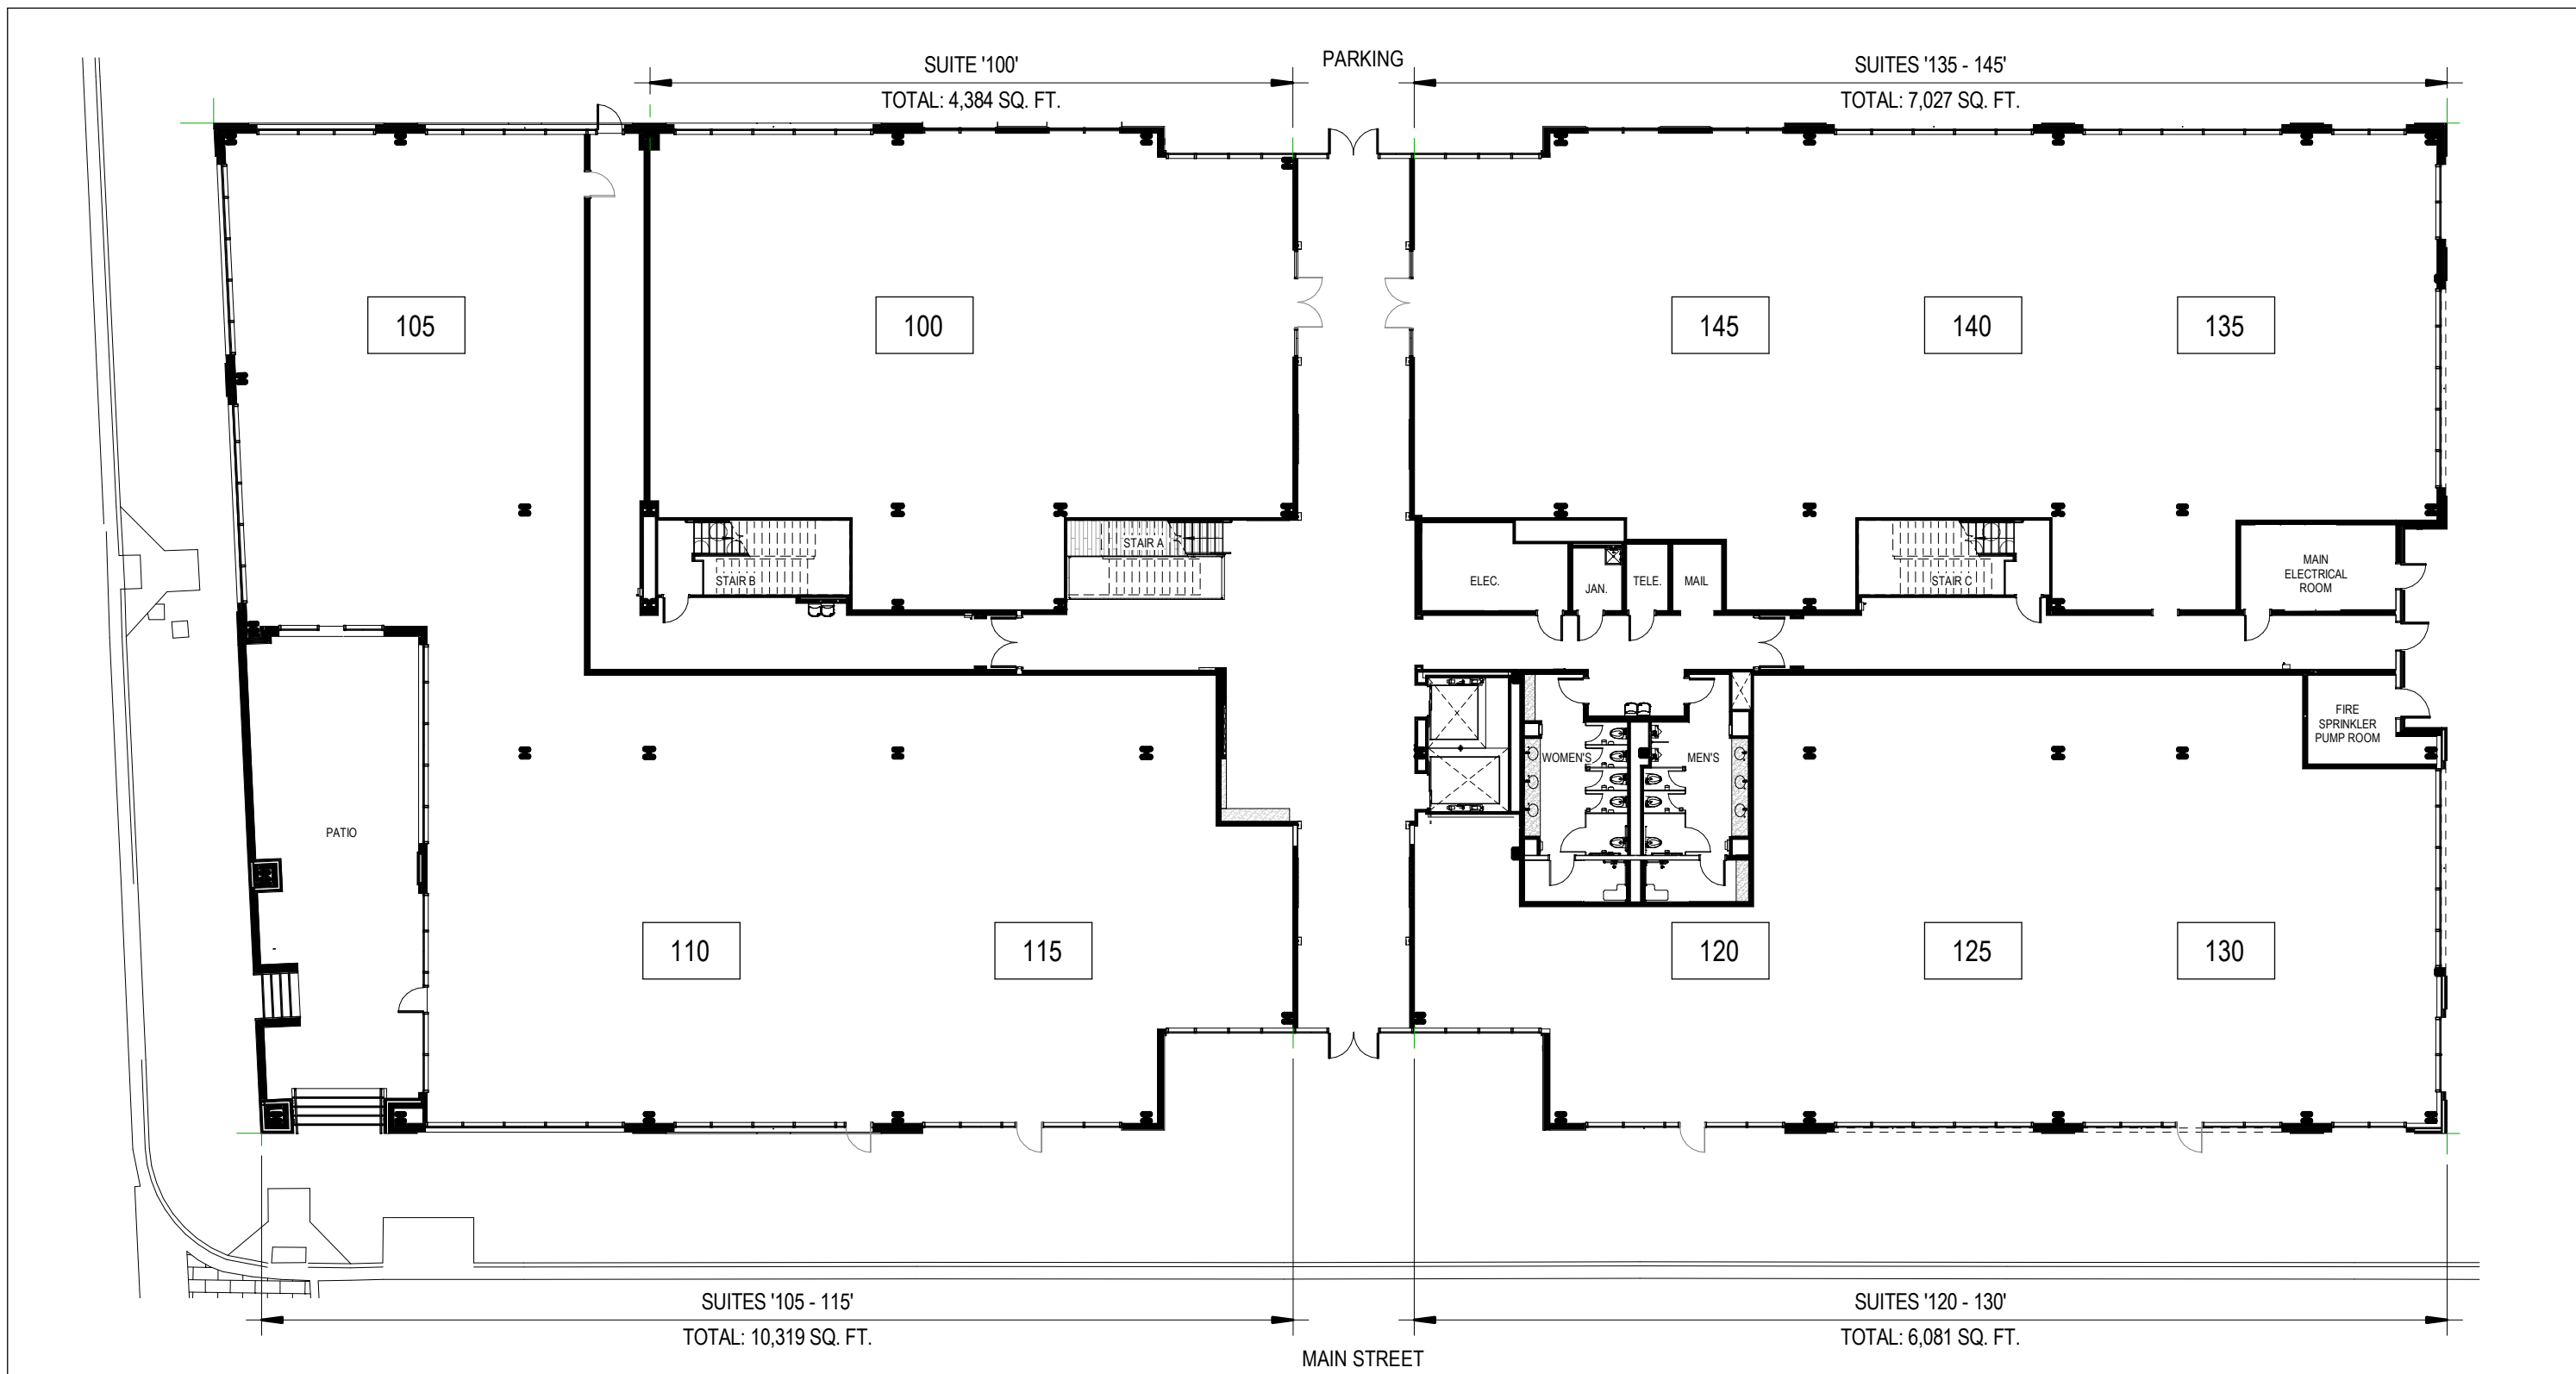 PARKING
SUITE '100'
TOTAL: 4,384 SQ. FT.
SUITES '135 - 145'
TOTAL: 7,027 SQ. FT.
105
100
145
140
135
STAIR A
STAIR B
ELEC.
JAN.
TELE.
MAIL
STAIR C
MAIN
ELECTRICAL
ROOM
FIRE
SPRINKLER
PUMP ROOM
WOMEN'S
MEN'S
PATIO
110
115
120
125
130
SUITES '105 - 115'
TOTAL: 10,319 SQ. FT.
SUITES '120 - 130'
TOTAL: 6,081 SQ. FT.
MAIN STREET